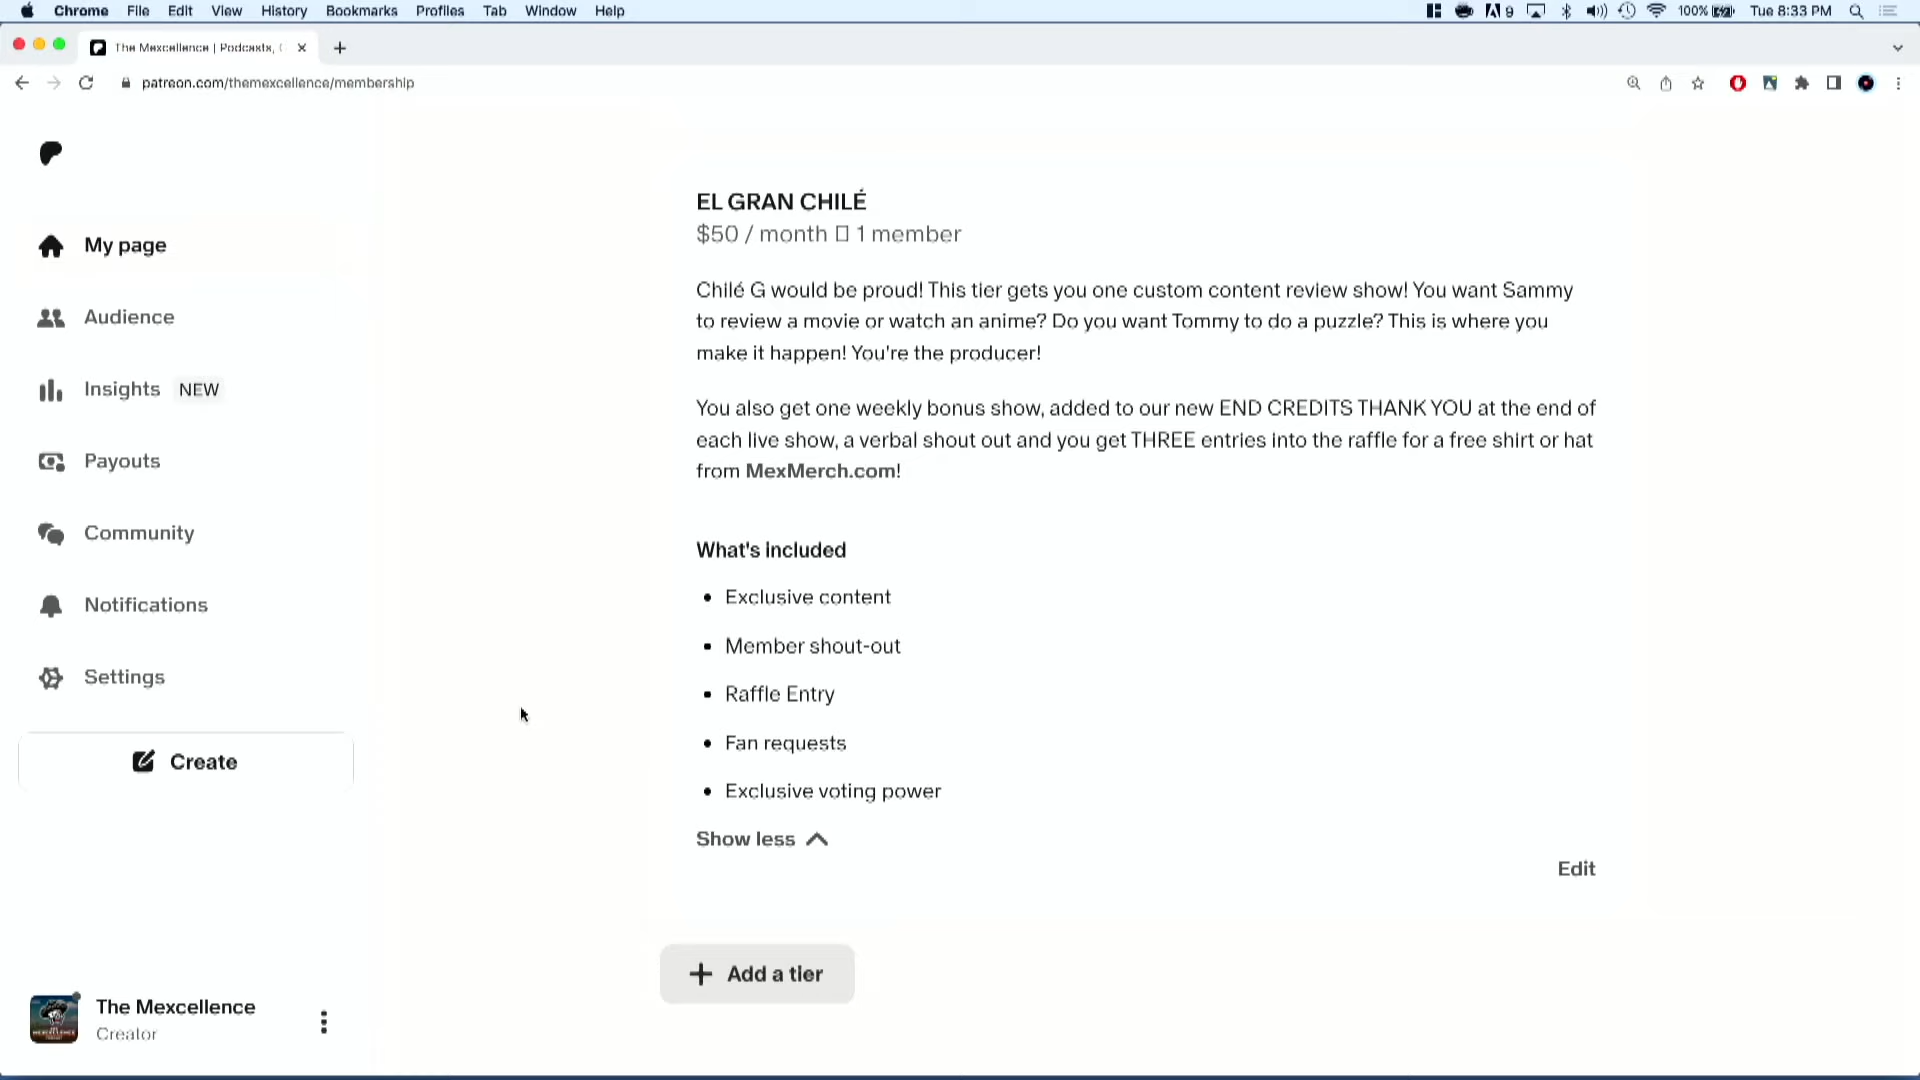 Chrome File Edit View History Bookmarks Profiles Tab Window Help
9
100%
Tue 8:33 PM
The Mexcellence | Podcasts, (
patreon.com/themexcellence/membership
My page
Audience
Insights NEW
Payouts
Community
Notifications
Settings
Create
The Mexcellence
Creator
EL GRAN CHILÉ
$50 / month 1 member
Chilé G would be proud! This tier gets you one custom content review show! You want Sammy
to review a movie or watch an anime? Do you want Tommy to do a puzzle? This is where you
make it happen! You're the producer!
You also get one weekly bonus show, added to our new END CREDITS THANK YOU at the end of
each live show, a verbal shout out and you get THREE entries into the raffle for a free shirt or hat
from MexMerch.com!
What's included
• Exclusive content
• Member shout-out
• Raffle Entry
• Fan requests
• Exclusive voting power
Show less
Edit
+ Add a tier